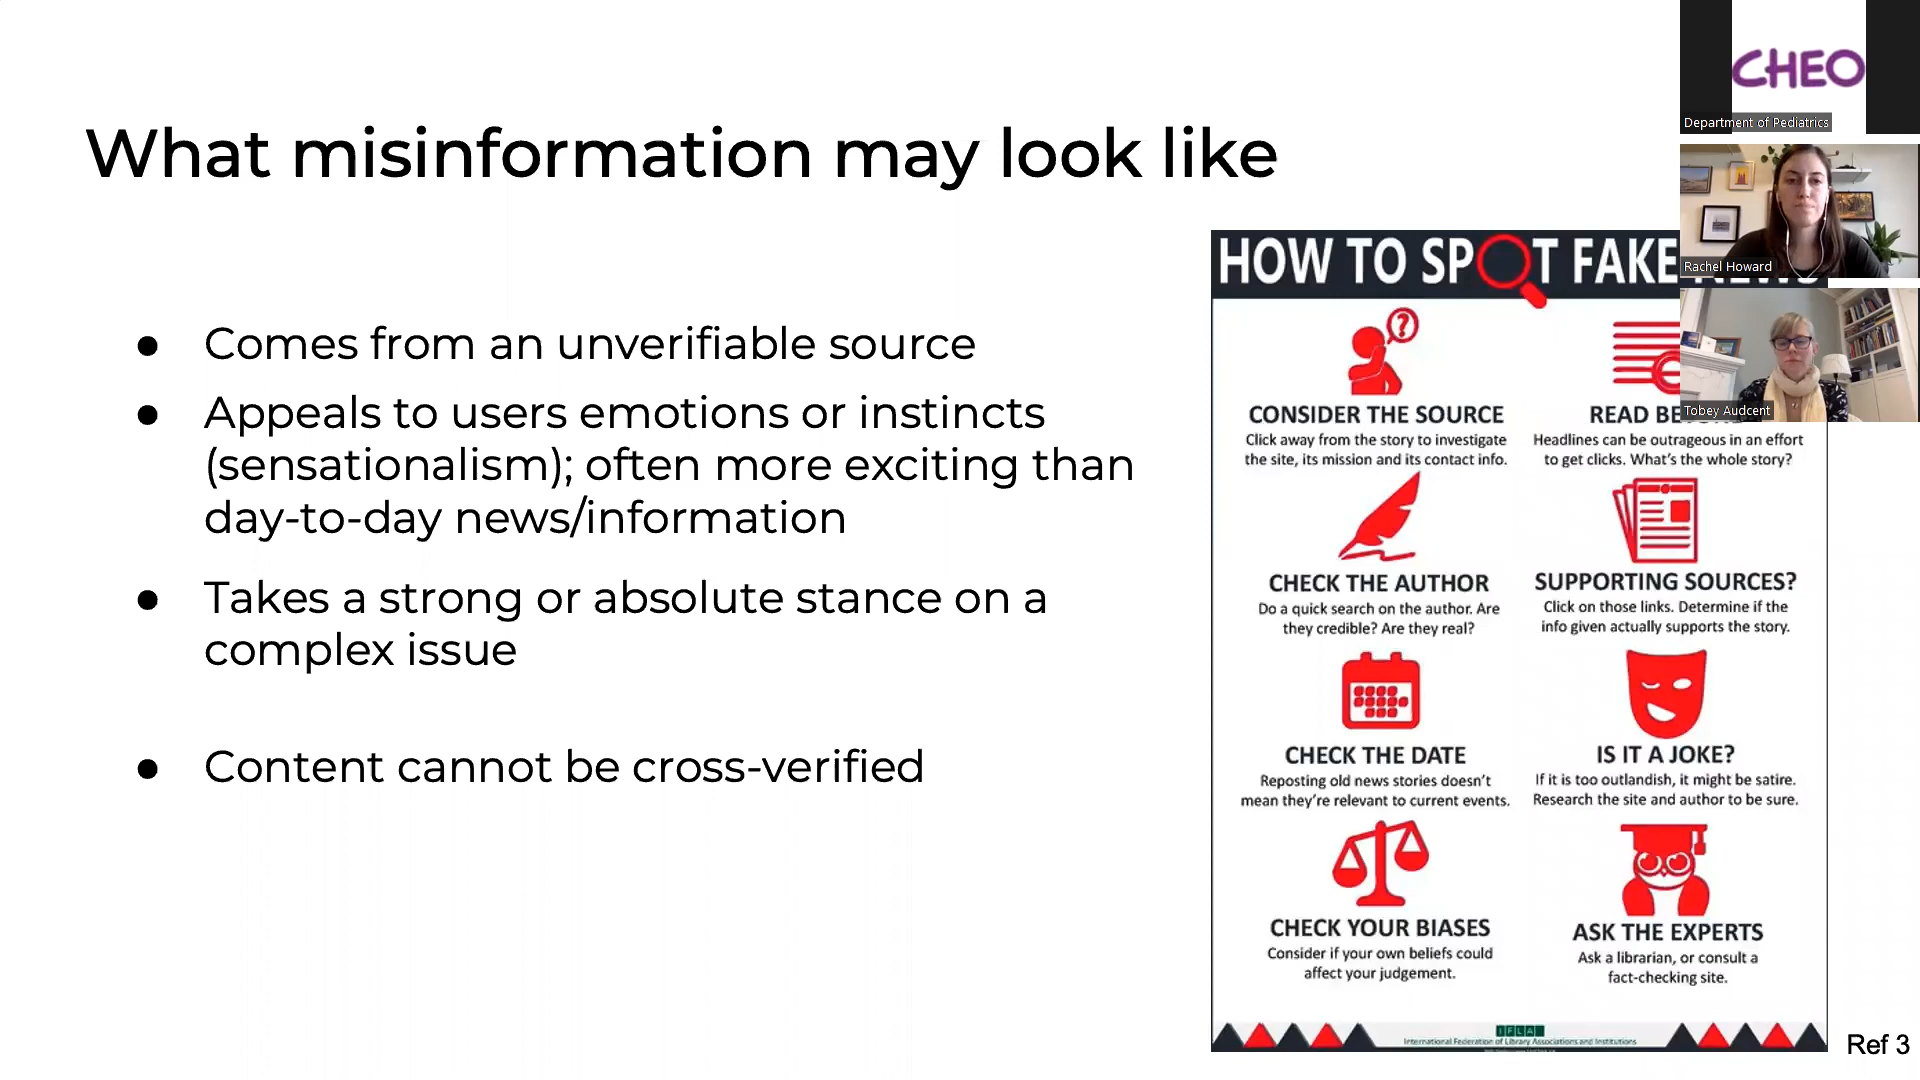 What misinformation may look like
● Comes from an unverifiable source
● Appeals to users emotions or instincts
(sensationalism); often more exciting than
day-to-day news/information
● Takes a strong or absolute stance on a
complex issue
● Content cannot be cross-verified
HOW TO SPOT FAKE
CONSIDER THE SOURCE
Click away from the story to investigate
the site, its mission and its contact info.
READ
Headlines can be outrageous in an effort
to get clicks. What's the whole story?
CHECK THE AUTHOR
Do a quick search on the author. Are
they credible? Are they real?
SUPPORTING SOURCES?
Click on those links. Determine if the
info given actually supports the story.
CHECK THE DATE
Reposting old news stories doesn't
mean they're relevant to current events.
IS IT A JOKE?
If it is too outlandish, it might be satire.
Research the site and author to be sure.
CHECK YOUR BIASES
Consider if your own beliefs could
affect your judgement.
ASK THE EXPERTS
Ask a librarian, or consult a
fact-checking site.
IFLA
International Federation of Library Associations and Institutions
Ref 3
CHEO
Department of Pediatrics
Rachel Howard
Tobey Audcent